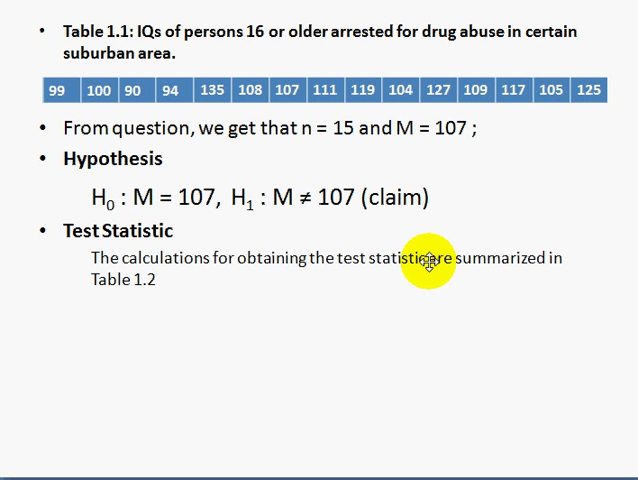 • Table 1.1: IQs of persons 16 or older arrested for drug abuse in certain
suburban area.
99 100 90 94 135 108 107 111 119 104 127 109 117 105 125
• From question, we get that n = 15 and M = 107 ;
• Hypothesis
H₀ : M = 107, H₁ : M ≠ 107 (claim)
• Test Statistic
The calculations for obtaining the test statistic are summarized in
Table 1.2